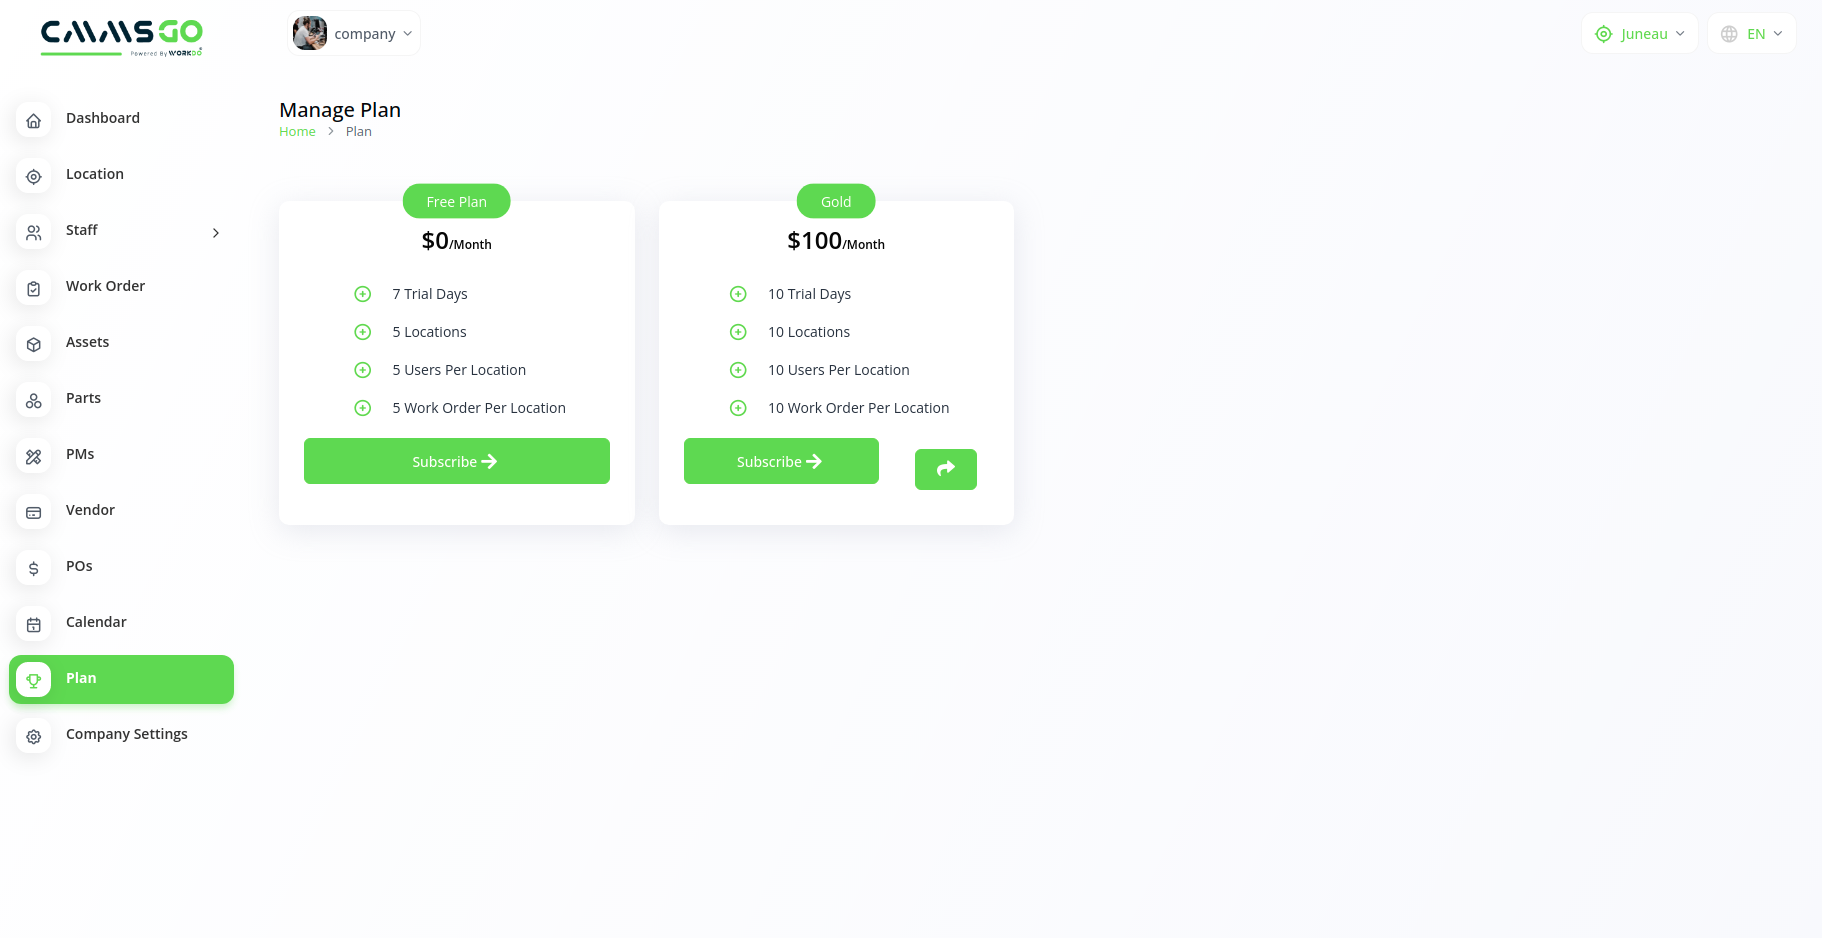 CMMSGO
Powered By WORKDO
company
Juneau
EN
Dashboard
Location
Staff
Work Order
Assets
Parts
PMs
Vendor
POs
Calendar
Plan
Company Settings
Manage Plan
Home > Plan
Free Plan
$0/Month
7 Trial Days
5 Locations
5 Users Per Location
5 Work Order Per Location
Subscribe
Gold
$100/Month
10 Trial Days
10 Locations
10 Users Per Location
10 Work Order Per Location
Subscribe